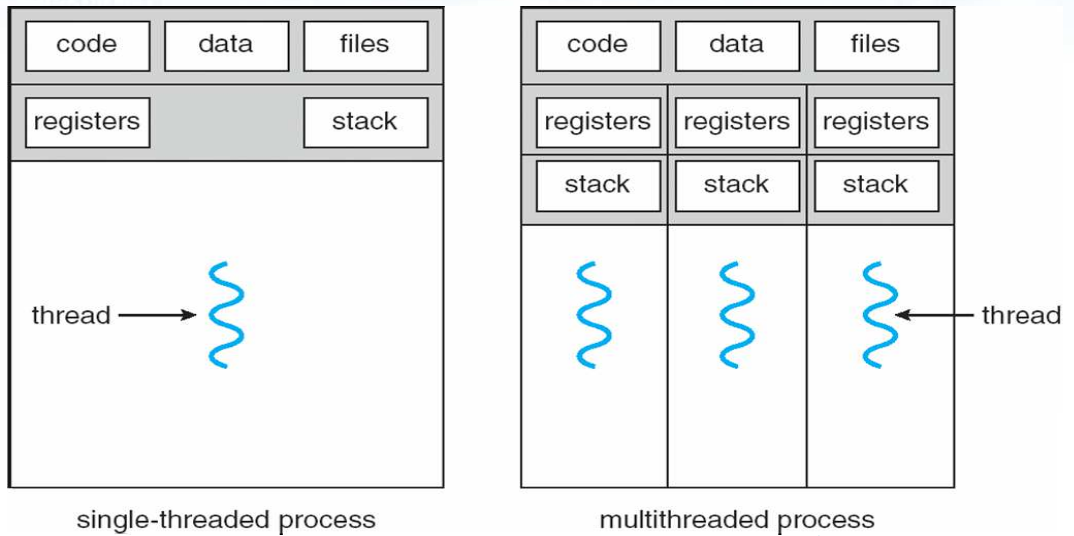 code data files
registers stack
thread
single-threaded process
code data files
registers registers registers
stack stack stack
thread
multithreaded process